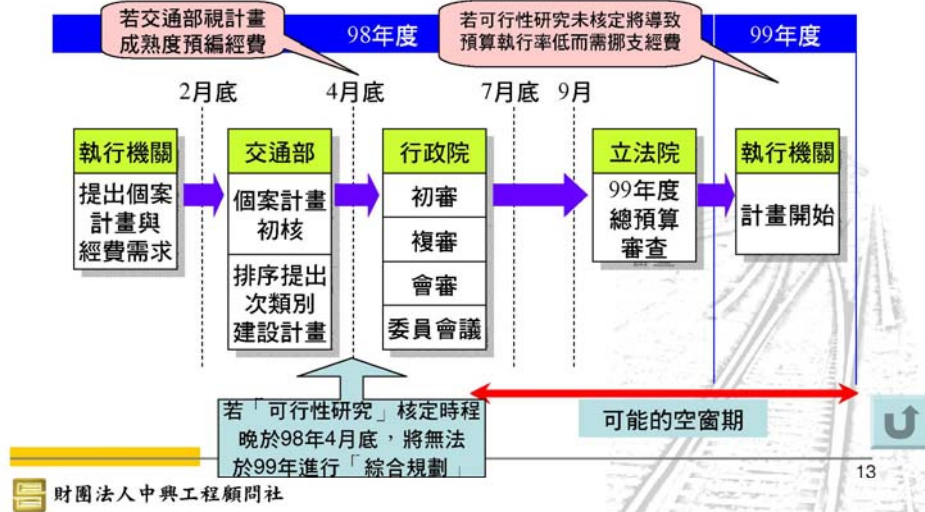 若交通部視計畫
成熟度預編經費
98年度
若可行性研究未核定將導致
預算執行率低而需挪支經費
99年度
2月底
4月底
7月底
9月
執行機關
提出個案
計畫與
經費需求
交通部
個案計畫
初核
排序提出
次類別
建設計畫
行政院
初審
複審
會審
委員會議
立法院
99年度
總預算
審查
執行機關
計畫開始
若「可行性研究」核定時程
晚於98年4月底，將無法
於99年進行「綜合規劃」
可能的空窗期
13
財團法人中興工程顧問社